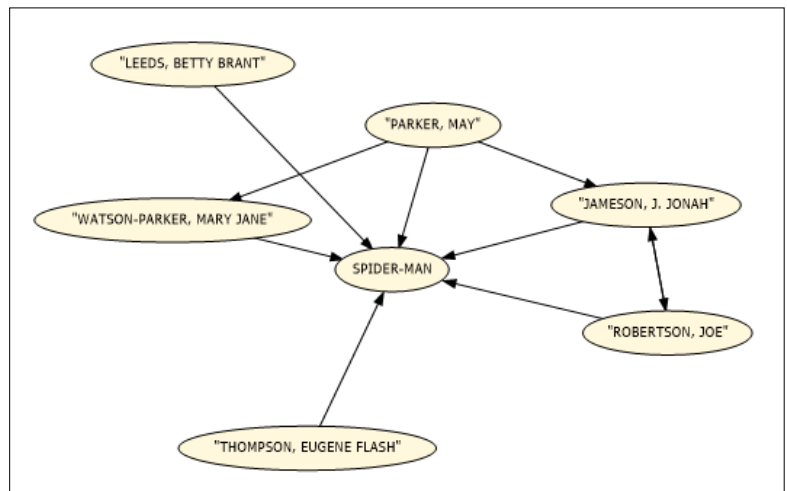 "LEEDS, BETTY BRANT"
"PARKER, MAY"
"JAMESON, J. JONAH"
"WATSON-PARKER, MARY JANE"
SPIDER-MAN
"ROBERTSON, JOE"
"THOMPSON, EUGENE FLASH"